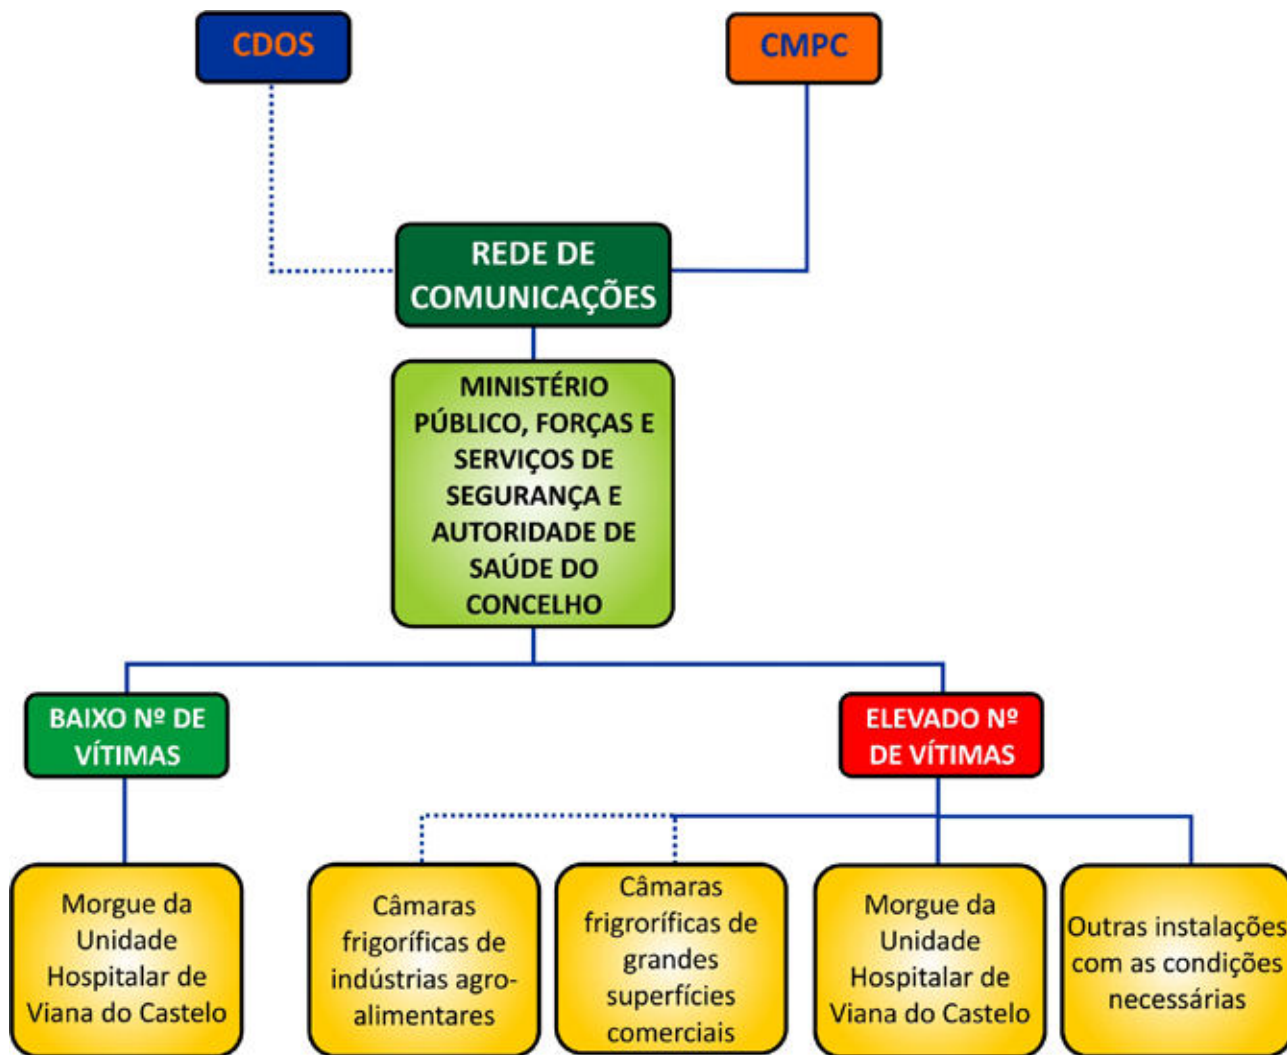 CDOS
CMPC
REDE DE
COMUNICAÇÕES
MINISTÉRIO
PÚBLICO, FORÇAS E
SERVIÇOS DE
SEGURANÇA E
AUTORIDADE DE
SAÚDE DO
CONCELHO
BAIXO Nº DE
VÍTIMAS
ELEVADO Nº
DE VÍTIMAS
Morgue da
Unidade
Hospitalar de
Viana do Castelo
Câmaras
frigoríficas de
indústrias agro-
alimentares
Câmaras
frigroríficas de
grandes
superfícies
comerciais
Morgue da
Unidade
Hospitalar de
Viana do Castelo
Outras instalações
com as condições
necessárias